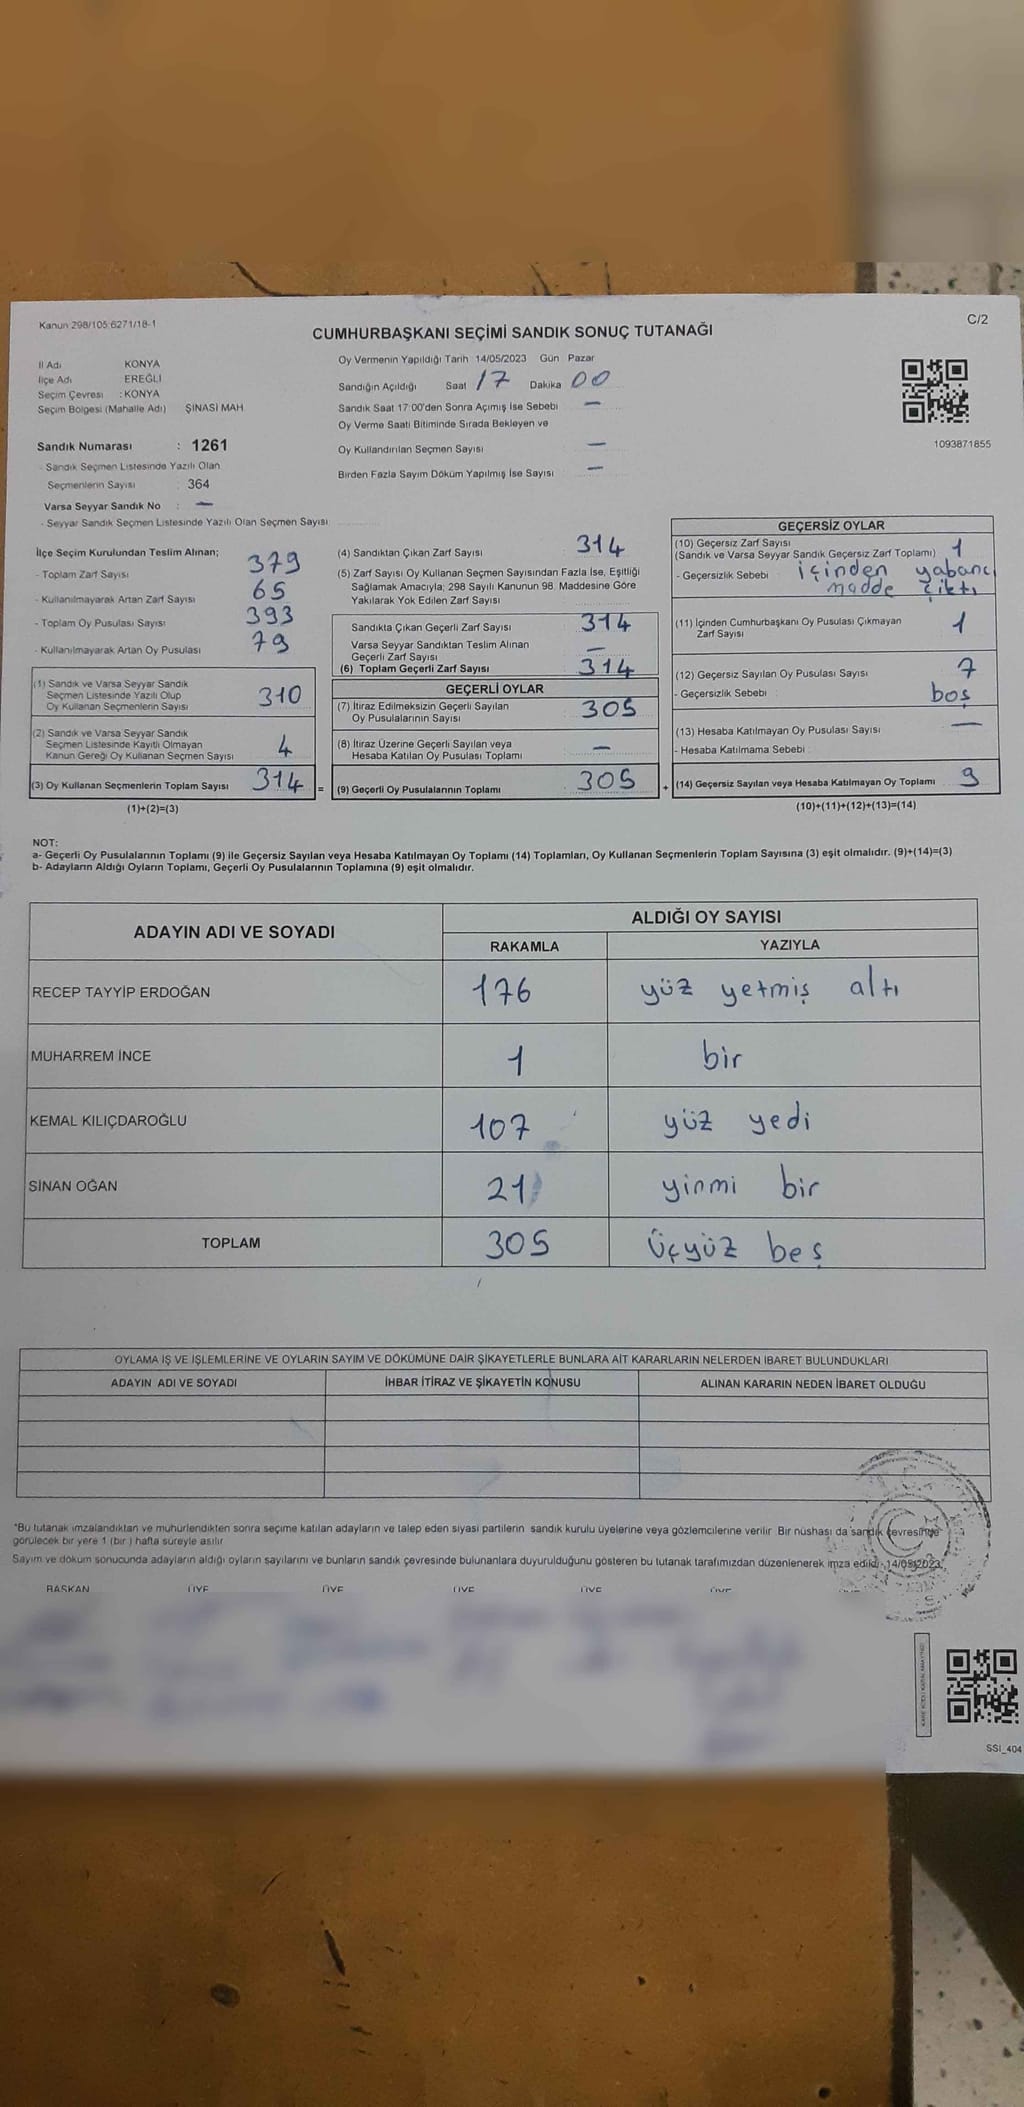 Kanun 298/105:6271/18-1
C/2
CUMHURBAŞKANI SEÇİMİ SANDIK SONUÇ TUTANAĞI
İl Adı KONYA
İlçe Adı EREĞLİ
Seçim Çevresi : KONYA
Seçim Bölgesi (Mahalle Adı) ŞİNASİ MAH
Sandık Numarası : 1261
- Sandık Seçmen Listesinde Yazılı Olan
Seçmenlerin Sayısı : 364
Varsa Seyyar Sandık No : —
- Seyyar Sandık Seçmen Listesinde Yazılı Olan Seçmen Sayısı
Oy Vermenin Yapıldığı Tarih 14/05/2023 Gün Pazar
Sandığın Açıldığı Saat 17 Dakika 00
Sandık Saat 17:00'den Sonra Açımış İse Sebebi —
Oy Verme Saati Bitiminde Sırada Bekleyen ve
Oy Kullandırılan Seçmen Sayısı —
Birden Fazla Sayım Döküm Yapılmış İse Sayısı —
1093871855
İlçe Seçim Kurulundan Teslim Alınan;
- Toplam Zarf Sayısı 379
- Kullanılmayarak Artan Zarf Sayısı 65
- Toplam Oy Pusulası Sayısı 393
- Kullanılmayarak Artan Oy Pusulası 79
(1) Sandık ve Varsa Seyyar Sandık
Seçmen Listesinde Yazılı Olup
Oy Kullanan Seçmenlerin Sayısı 310
(2) Sandık ve Varsa Seyyar Sandık
Seçmen Listesinde Kayıtlı Olmayan
Kanun Gereği Oy Kullanan Seçmen Sayısı 4
(3) Oy Kullanan Seçmenlerin Toplam Sayısı 314 =
(1)+(2)=(3)
(4) Sandıktan Çıkan Zarf Sayısı 314
(5) Zarf Sayısı Oy Kullanan Seçmen Sayısından Fazla İse, Eşitliği
Sağlamak Amacıyla; 298 Sayılı Kanunun 98. Maddesine Göre
Yakılarak Yok Edilen Zarf Sayısı
Sandıkta Çıkan Geçerli Zarf Sayısı 314
Varsa Seyyar Sandıktan Teslim Alınan
Geçerli Zarf Sayısı —
(6) Toplam Geçerli Zarf Sayısı 314
GEÇERLİ OYLAR
(7) İtiraz Edilmeksizin Geçerli Sayılan
Oy Pusulalarının Sayısı 305
(8) İtiraz Üzerine Geçerli Sayılan veya
Hesaba Katılan Oy Pusulası Toplamı —
(9) Geçerli Oy Pusulalarının Toplamı 305 +
GEÇERSİZ OYLAR
(10) Geçersiz Zarf Sayısı
(Sandık ve Varsa Seyyar Sandık Geçersiz Zarf Toplamı) 1
- Geçersizlik Sebebi içinden yabancı
madde çıktı
(11) İçinden Cumhurbaşkanı Oy Pusulası Çıkmayan
Zarf Sayısı 1
(12) Geçersiz Sayılan Oy Pusulası Sayısı 7
- Geçersizlik Sebebi : boş
(13) Hesaba Katılmayan Oy Pusulası Sayısı —
- Hesaba Katılmama Sebebi
(14) Geçersiz Sayılan veya Hesaba Katılmayan Oy Toplamı 9
(10)+(11)+(12)+(13)=(14)
NOT:
a- Geçerli Oy Pusulalarının Toplamı (9) ile Geçersiz Sayılan veya Hesaba Katılmayan Oy Toplamı (14) Toplamları, Oy Kullanan Seçmenlerin Toplam Sayısına (3) eşit olmalıdır. (9)+(14)=(3)
b- Adayların Aldığı Oyların Toplamı, Geçerli Oy Pusulalarının Toplamına (9) eşit olmalıdır.
ADAYIN ADI VE SOYADI ALDIĞI OY SAYISI
RAKAMLA YAZIYLA
RECEP TAYYİP ERDOĞAN 176 yüz yetmiş altı
MUHARREM İNCE 1 bir
KEMAL KILIÇDAROĞLU 107 yüz yedi
SİNAN OĞAN 21 yirmi bir
TOPLAM 305 Üçyüz beş
OYLAMA İŞ VE İŞLEMLERİNE VE OYLARIN SAYIM VE DÖKÜMÜNE DAİR ŞİKAYETLERLE BUNLARA AİT KARARLARIN NELERDEN İBARET BULUNDUKLARI
ADAYIN ADI VE SOYADI İHBAR İTİRAZ VE ŞİKAYETİN KONUSU ALINAN KARARIN NEDEN İBARET OLDUĞU
*Bu tutanak imzalandıktan ve mühürlendikten sonra seçime katılan adayların ve talep eden siyasi partilerin sandık kurulu üyelerine veya gözlemcilerine verilir Bir nüshası da sandık çevresinde
görülecek bir yere 1 (bir ) hafta süreyle asılır
Sayım ve döküm sonucunda adayların aldığı oyların sayılarını ve bunların sandık çevresinde bulunanlara duyurulduğunu gösteren bu tutanak tarafımızdan düzenlenerek imza edildi. 14/05/2023
BAŞKAN ÜYE ÜYE ÜYE ÜYE ÜYE
SSI_404